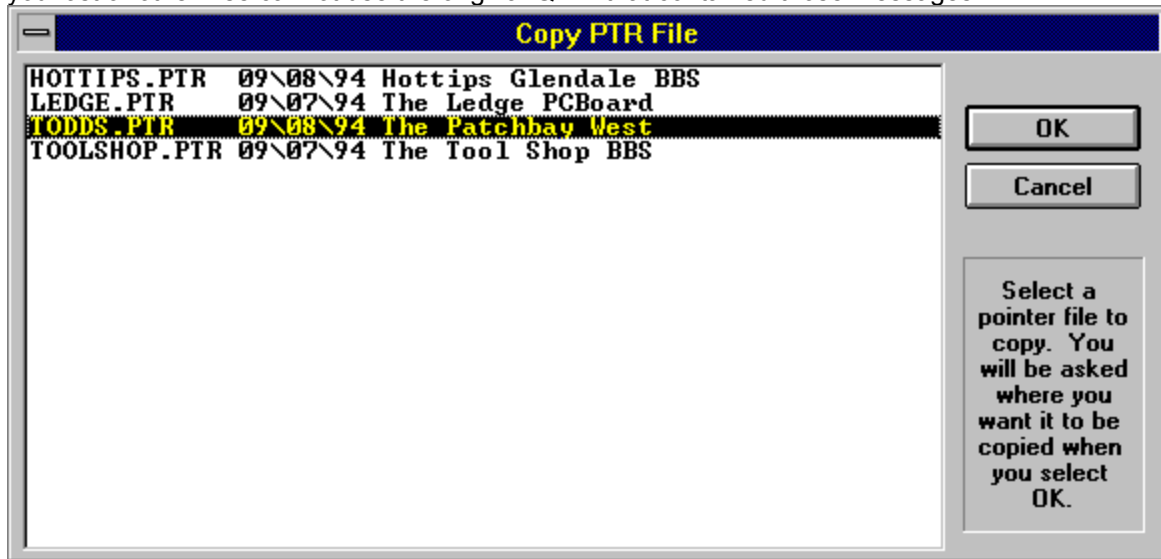 Copy PTR File
HOTTIPS.PTR 09\08\94 Hottips Glendale BBS
LEDGE.PTR 09\07\94 The Ledge PCBoard
TODDS.PTR 09\08\94 The Patchbay West
TOOLSHOP.PTR 09\07\94 The Tool Shop BBS
OK
Cancel
Select a
pointer file to
copy. You
will be asked
where you
want it to be
copied when
you select
OK.